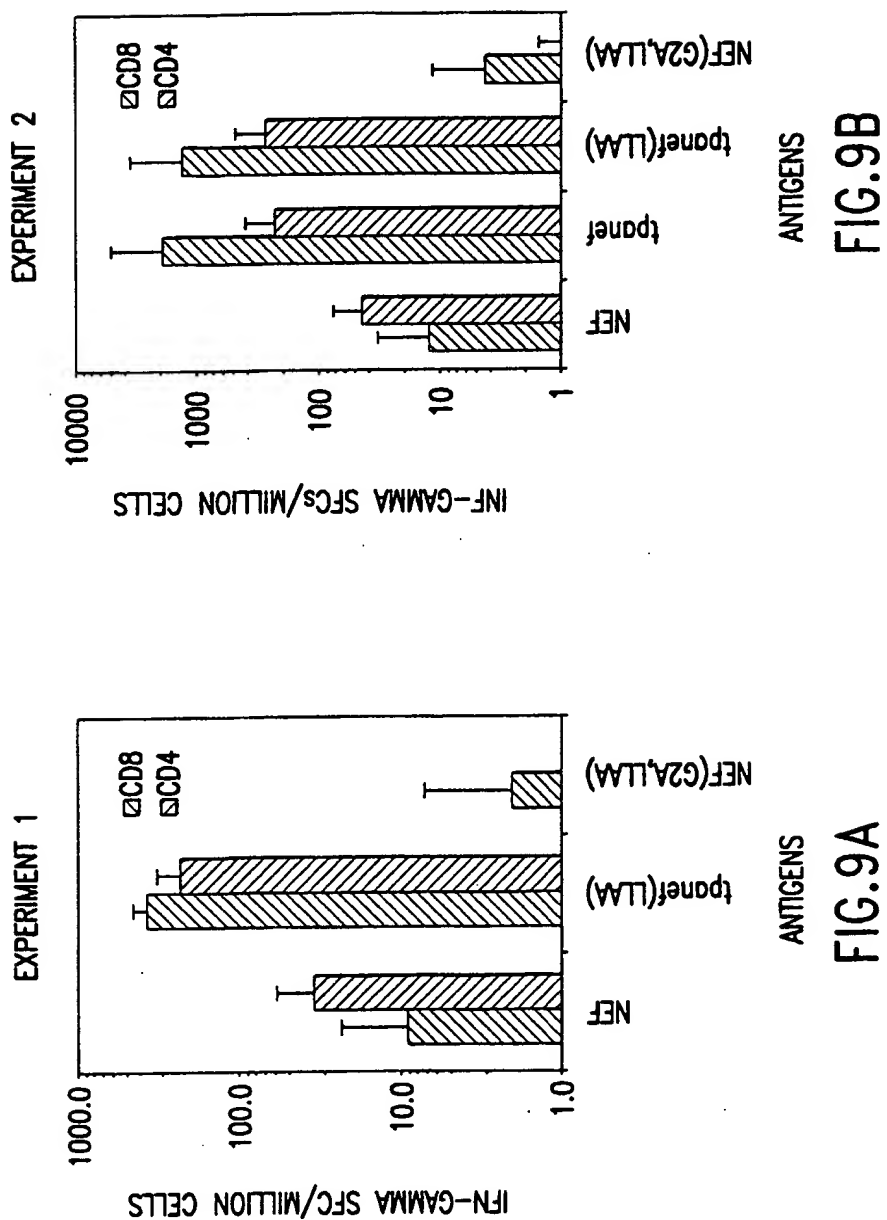 EXPERIMENT 1
IFN-GAMMA SFC/MILLION CELLS
1000.0
100.0
10.0
1.0
CD8
CD4
NEF
tpanef(LLAA)
NEF(G2A,LLAA)
ANTIGENS
FIG.9A
EXPERIMENT 2
INF-GAMMA SFCs/MILLION CELLS
10000
1000
100
10
1
CD8
CD4
NEF
tpanef
tpanef(LLAA)
NEF(G2A,LLAA)
ANTIGENS
FIG.9B